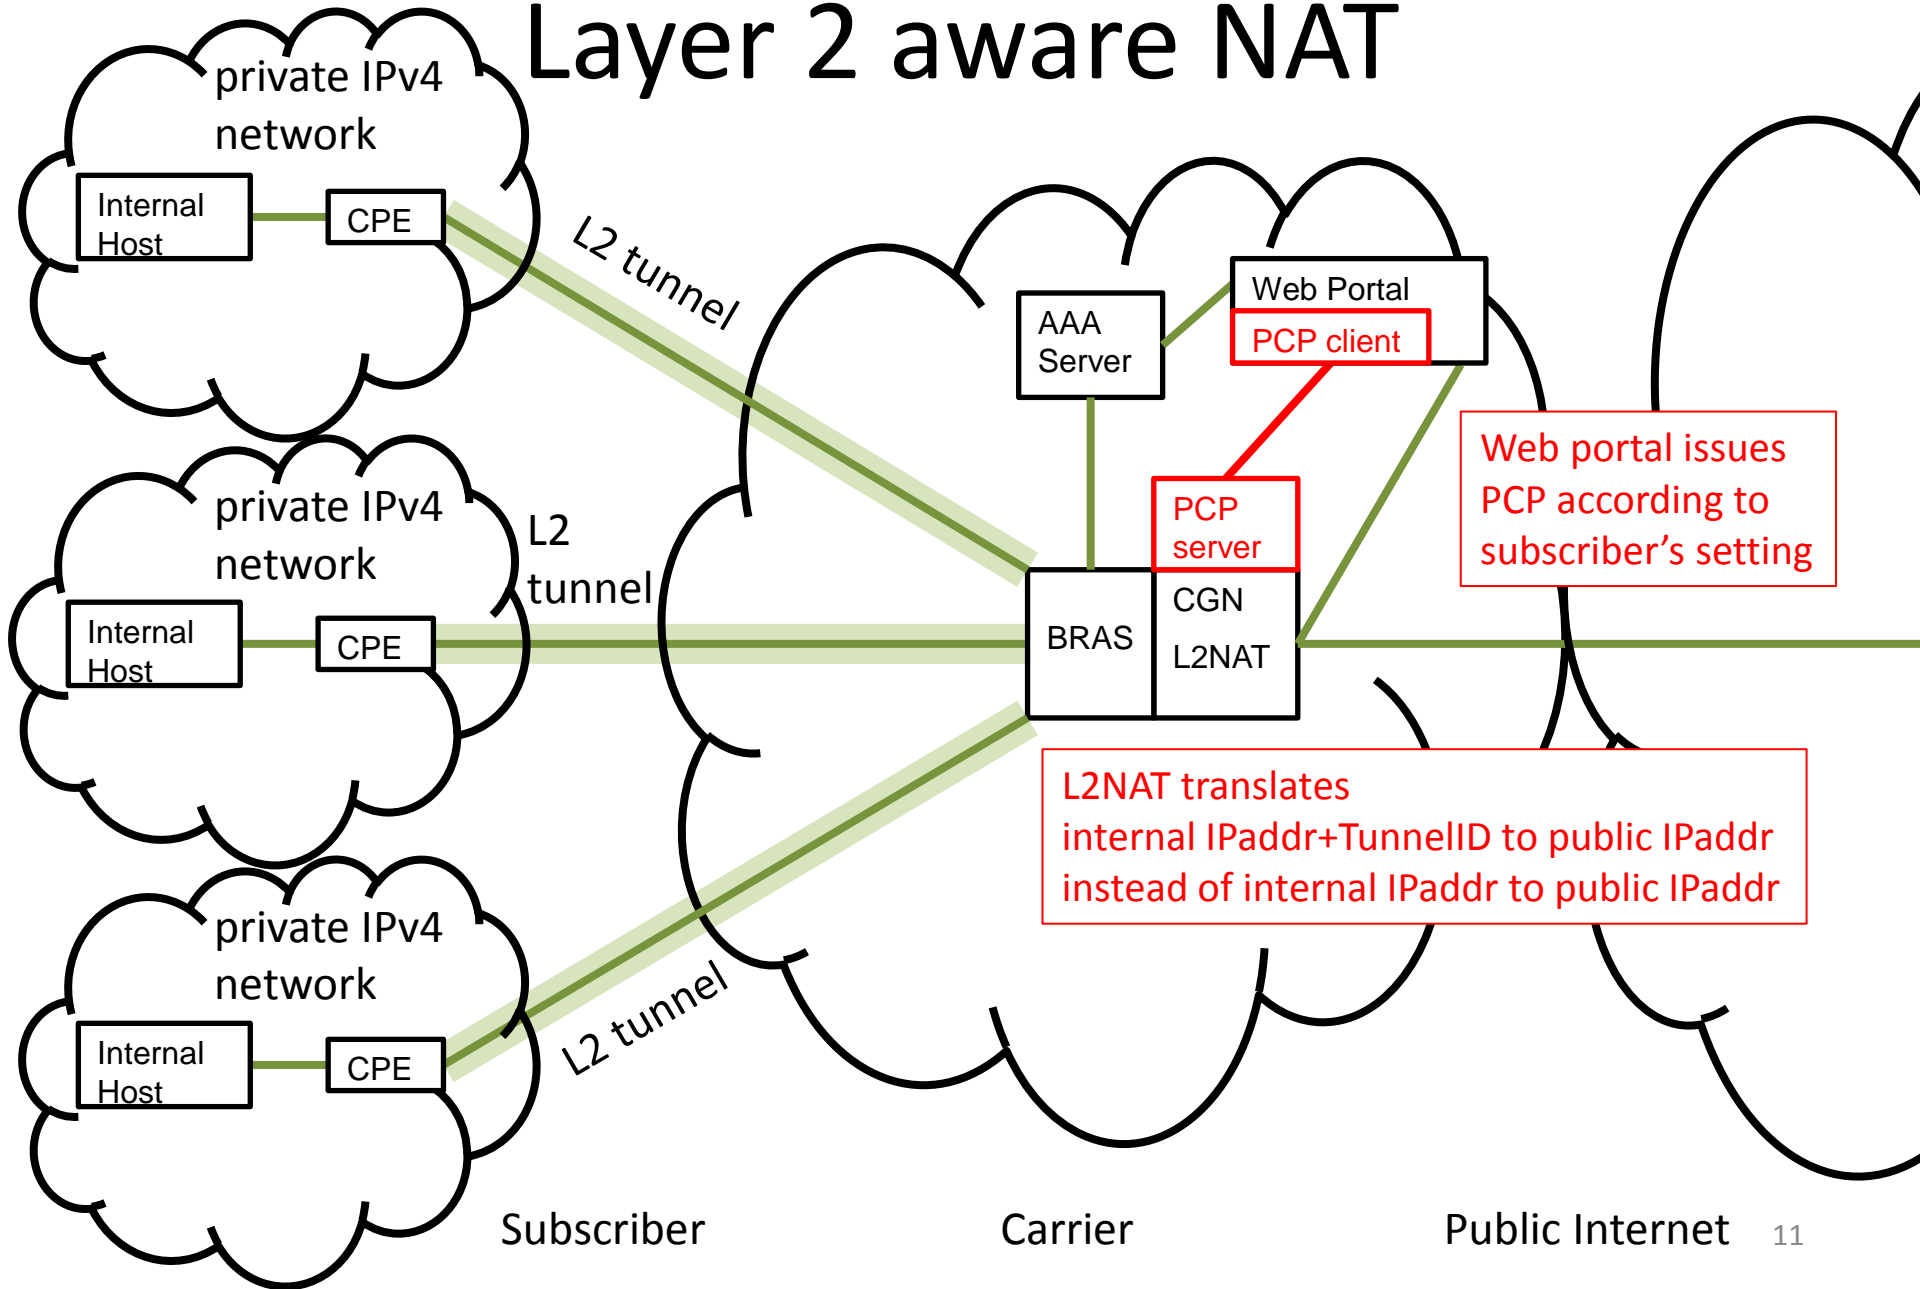 Layer 2 aware NAT
private IPv4
network
Internal
Host
CPE
L2 tunnel
private IPv4
network
Internal
Host
CPE
L2
tunnel
private IPv4
network
Internal
Host
CPE
L2 tunnel
AAA
Server
Web Portal
PCP client
PCP
server
BRAS
CGN
L2NAT
Web portal issues
PCP according to
subscriber’s setting
L2NAT translates
internal IPaddr+TunnelID to public IPaddr
instead of internal IPaddr to public IPaddr
Subscriber
Carrier
Public Internet
11